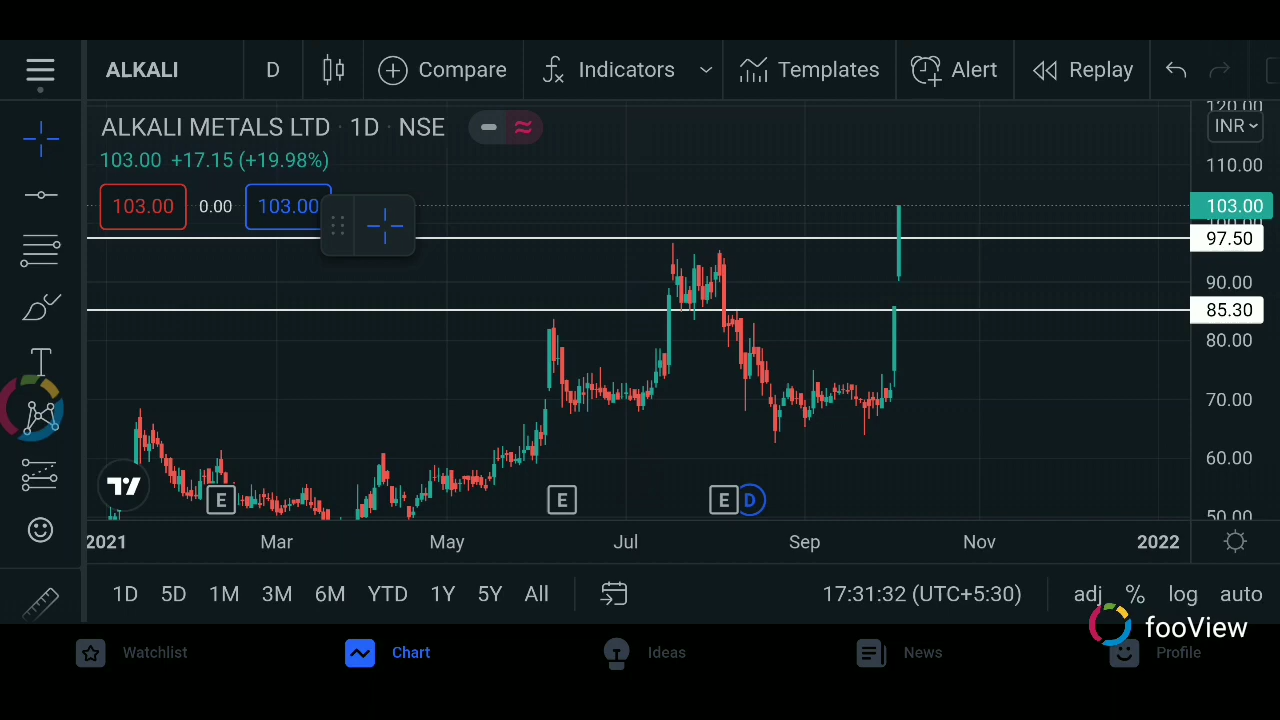 ALKALI D Compare Indicators Templates Alert Replay
ALKALI METALS LTD · 1D · NSE
103.00 +17.15 (+19.98%)
103.00 0.00 103.00
120.00
INR
110.00
103.00
100.00
97.50
90.00
85.30
80.00
70.00
60.00
50.00
T
E E E D
2021 Mar May Jul Sep Nov 2022
1D 5D 1M 3M 6M YTD 1Y 5Y All 17:31:32 (UTC+5:30) adj % log auto
fooView
Watchlist Chart Ideas News Profile